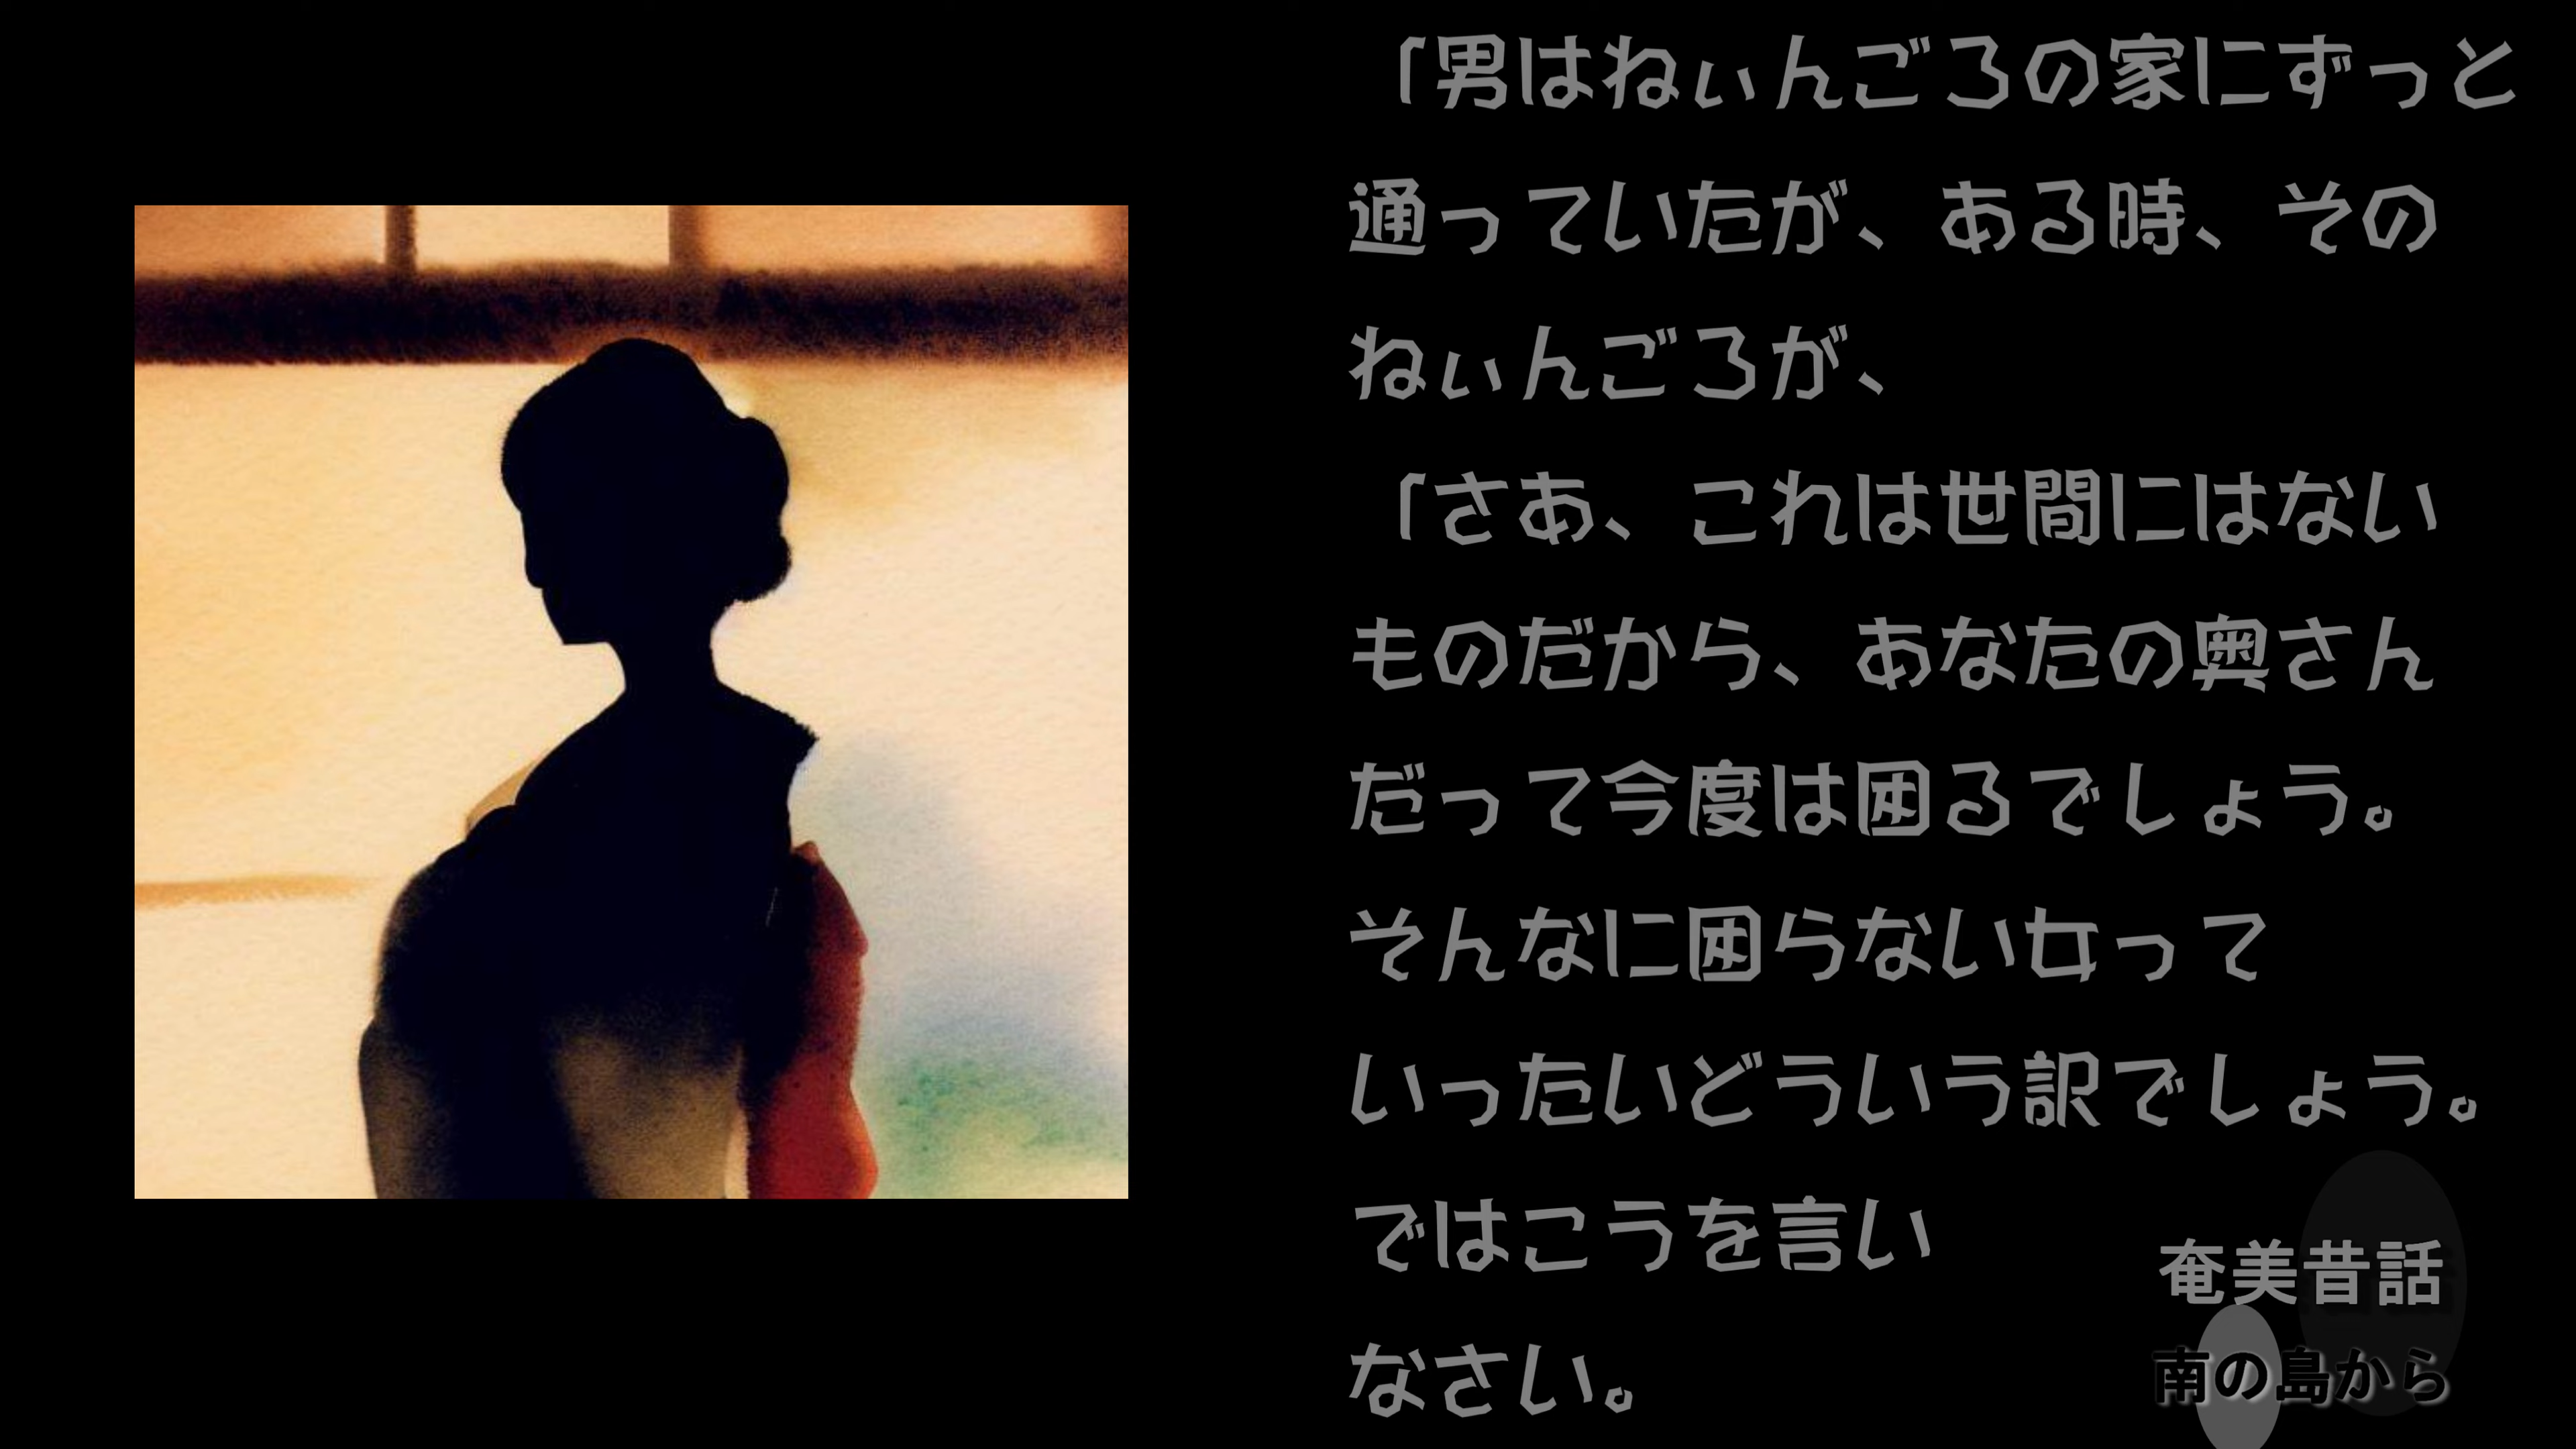 「男はねぃんごろの家にずっと
通っていたが、ある時、その
ねぃんごろが、
「さあ、これは世間にはない
ものだから、あなたの奥さん
だって今度は困るでしょう。
そんなに困らない女って
いったいどういう訳でしょう。
ではこうを言い
なさい。
奄美昔話
南の島から